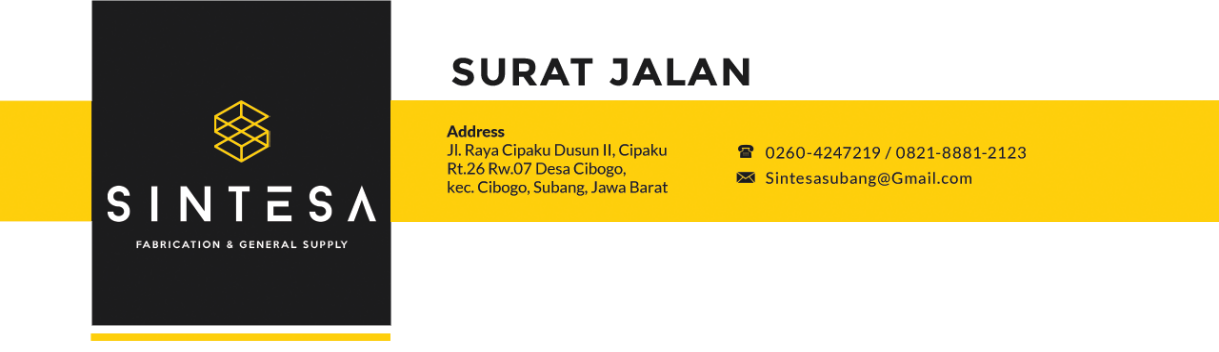 SURAT JALAN
SINTESA
FABRICATION & GENERAL SUPPLY
Address
Jl. Raya Cipaku Dusun II, Cipaku
Rt.26 Rw.07 Desa Cibogo,
kec. Cibogo, Subang, Jawa Barat
0260-4247219 / 0821-8881-2123
Sintesasubang@Gmail.com